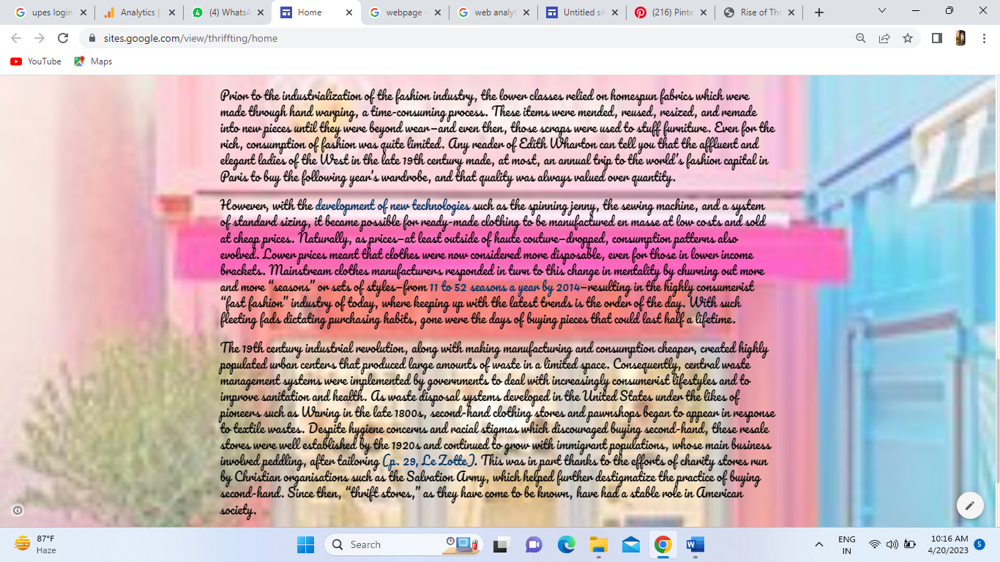 upes login
Analytics |
(4) WhatsA
Home
webpage -
web analyt
Untitled sit
(216) Pinte
Rise of Thr
sites.google.com/view/thriffting/home
YouTube
Maps
Prior to the industrialization of the fashion industry, the lower classes relied on homespun fabrics which were
made through hand warping, a time-consuming process. These items were mended, reused, resized, and remade
into new pieces until they were beyond wear—and even then, those scraps were used to stuff furniture. Even for the
rich, consumption of fashion was quite limited. Any reader of Edith Wharton can tell you that the affluent and
elegant ladies of the West in the late 19th century made, at most, an annual trip to the world's fashion capital in
Paris to buy the following year's wardrobe, and that quality was always valued over quantity.
However, with the development of new technologies such as the spinning jenny, the sewing machine, and a system
of standard sizing, it became possible for ready-made clothing to be manufactured en masse at low costs and sold
at cheap prices. Naturally, as prices—at least outside of haute couture—dropped, consumption patterns also
evolved. Lower prices meant that clothes were now considered more disposable, even for those in lower income
brackets. Mainstream clothes manufacturers responded in turn to this change in mentality by churning out more
and more “seasons” or sets of styles—from 11 to 52 seasons a year by 2014—resulting in the highly consumerist
“fast fashion” industry of today, where keeping up with the latest trends is the order of the day. With such
fleeting fads dictating purchasing habits, gone were the days of buying pieces that could last half a lifetime.
The 19th century industrial revolution, along with making manufacturing and consumption cheaper, created highly
populated urban centers that produced large amounts of waste in a limited space. Consequently, central waste
management systems were implemented by governments to deal with increasingly consumerist lifestyles and to
improve sanitation and health. As waste disposal systems developed in the United States under the likes of
pioneers such as Waring in the late 1800s, second-hand clothing stores and pawnshops began to appear in response
to textile wastes. Despite hygiene concerns and racial stigmas which discouraged buying second-hand, these resale
stores were well established by the 1920s and continued to grow with immigrant populations, whose main business
involved peddling, after tailoring (p. 29, Le Zotte). This was in part thanks to the efforts of charity stores run
by Christian organisations such as the Salvation Army, which helped further destigmatize the practice of buying
second-hand. Since then, “thrift stores,” as they have come to be known, have had a stable role in American
society.
87°F
Haze
Search
ENG
IN
10:16 AM
4/20/2023
5